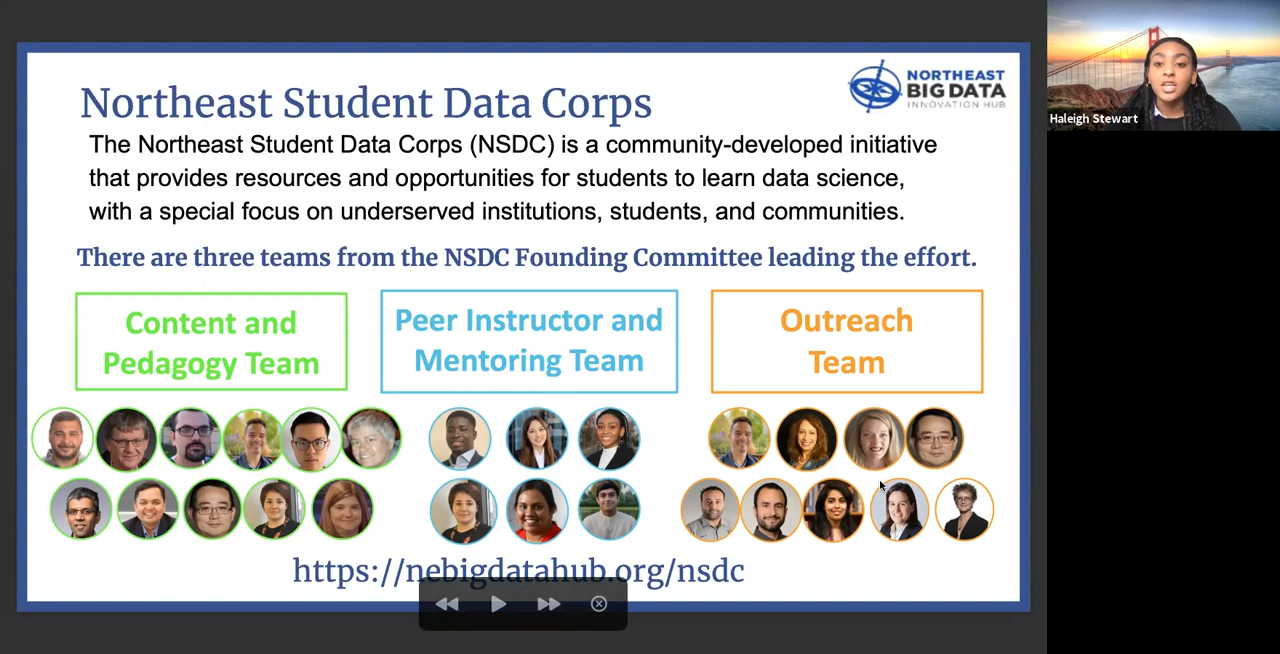 Northeast Student Data Corps
NORTHEAST
BIG DATA
INNOVATION HUB
Haleigh Stewart
The Northeast Student Data Corps (NSDC) is a community-developed initiative
that provides resources and opportunities for students to learn data science,
with a special focus on underserved institutions, students, and communities.
There are three teams from the NSDC Founding Committee leading the effort.
Content and
Pedagogy Team
Peer Instructor and
Mentoring Team
Outreach
Team
https://nebigdatahub.org/nsdc